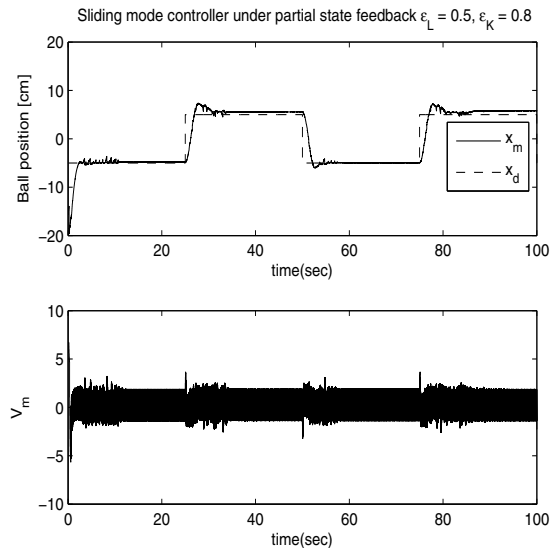 Sliding mode controller under partial state feedback ε_L = 0.5, ε_K = 0.8
20
10
0
−10
−20
Ball position [cm]
x_m
x_d
0 20 40 60 80 100
time(sec)
10
5
0
−5
−10
V_m
0 20 40 60 80 100
time(sec)